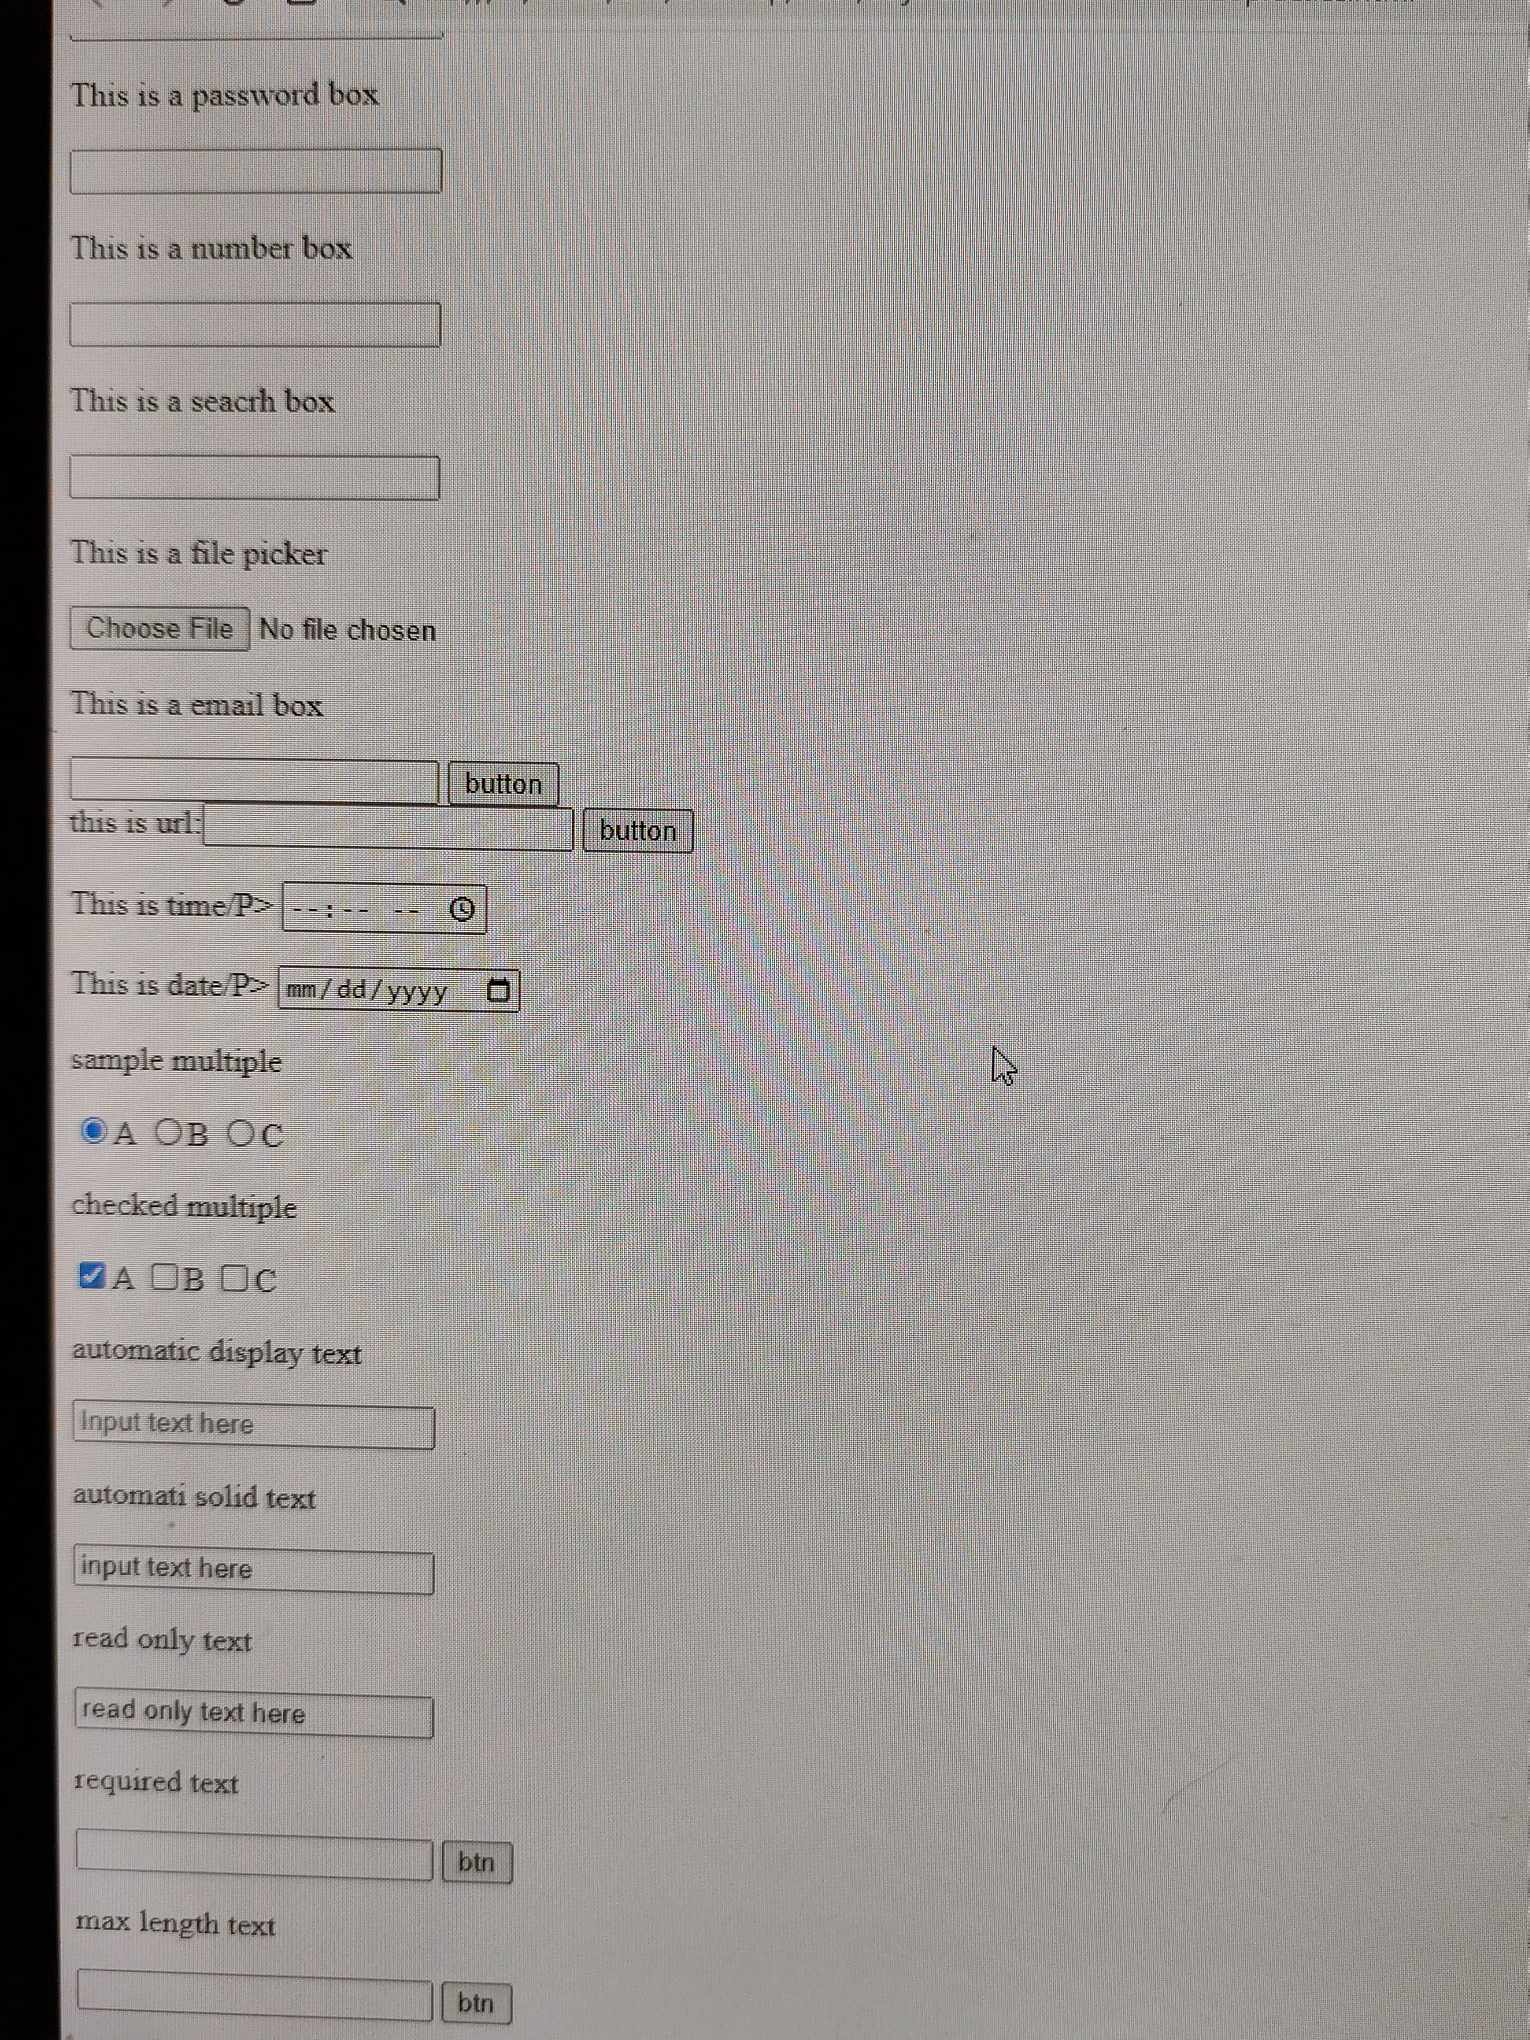 This is a password box
This is a number box
This is a seacrh box
This is a file picker
Choose File No file chosen
This is a email box
button
this is url: button
This is time/P> --:-- --
This is date/P> mm/dd/yyyy
sample multiple
A B C
checked multiple
A B C
automatic display text
Input text here
automati solid text
input text here
read only text
read only text here
required text
btn
max length text
btn